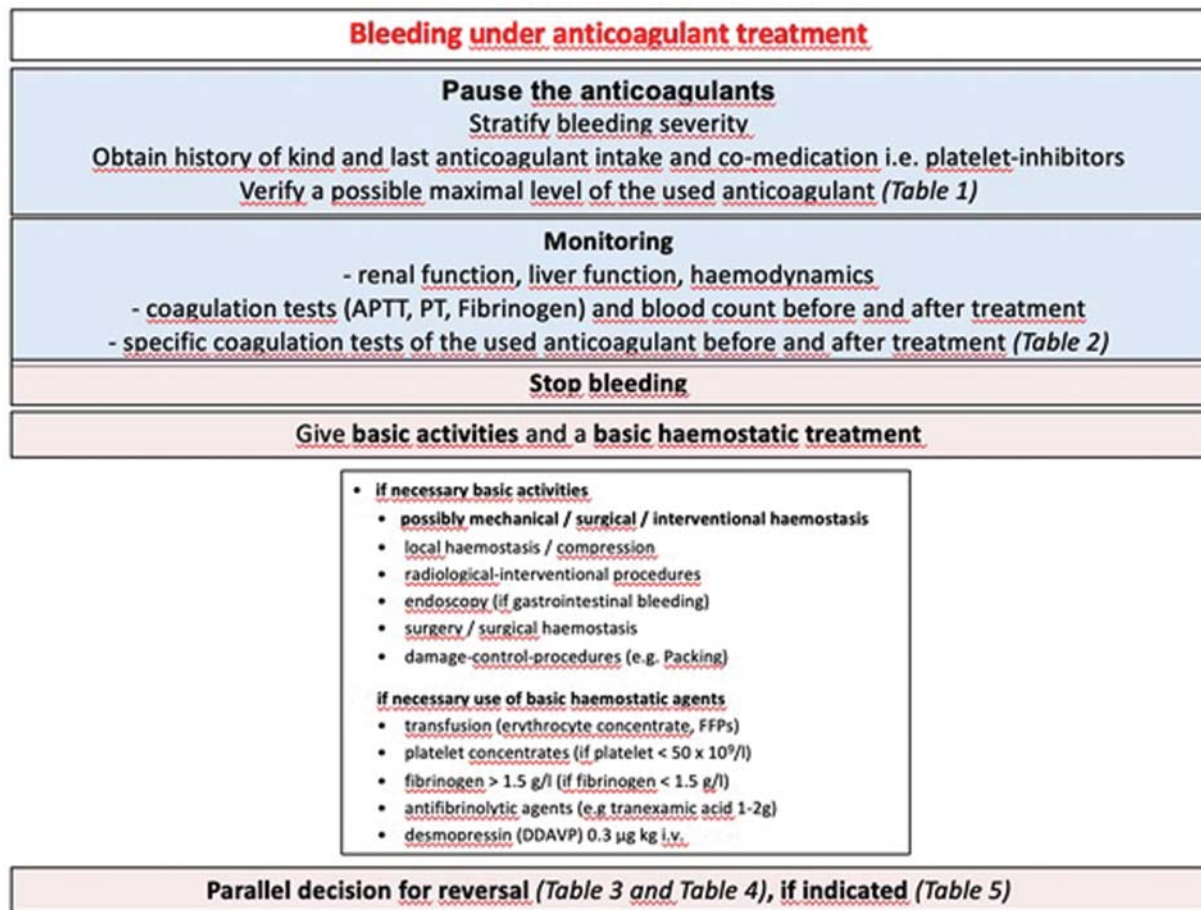 Bleeding under anticoagulant treatment
Pause the anticoagulants
Stratify bleeding severity
Obtain history of kind and last anticoagulant intake and co-medication i.e. platelet-inhibitors
Verify a possible maximal level of the used anticoagulant (Table 1)
Monitoring
- renal function, liver function, haemodynamics
- coagulation tests (APTT, PT, Fibrinogen) and blood count before and after treatment
- specific coagulation tests of the used anticoagulant before and after treatment (Table 2)
Stop bleeding
Give basic activities and a basic haemostatic treatment
• if necessary basic activities
• possibly mechanical / surgical / interventional haemostasis
• local haemostasis / compression
• radiological-interventional procedures
• endoscopy (if gastrointestinal bleeding)
• surgery / surgical haemostasis
• damage-control-procedures (e.g. Packing)
if necessary use of basic haemostatic agents
• transfusion (erythrocyte concentrate, FFPs)
• platelet concentrates (if platelet < 50 x 10⁹/l)
• fibrinogen > 1.5 g/l (if fibrinogen < 1.5 g/l)
• antifibrinolytic agents (e.g tranexamic acid 1-2g)
• desmopressin (DDAVP) 0.3 µg kg i.v.
Parallel decision for reversal (Table 3 and Table 4), if indicated (Table 5)